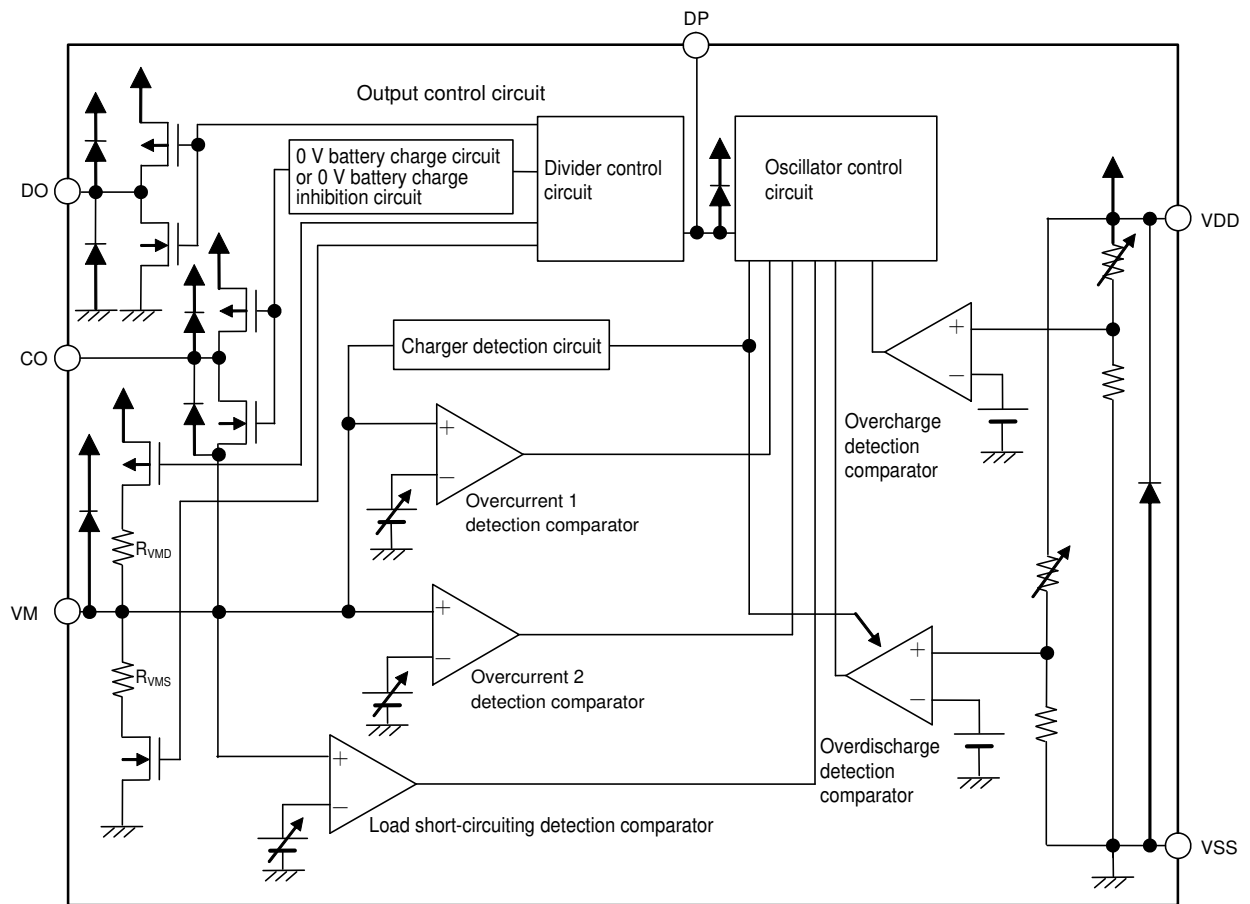 DP
Output control circuit
0 V battery charge circuit
or 0 V battery charge
inhibition circuit
Divider control
circuit
Oscillator control
circuit
DO
VDD
CO
Charger detection circuit
+
−
Overcharge
detection
comparator
+
−
Overcurrent 1
detection comparator
RVMD
VM
+
−
Overcurrent 2
detection comparator
RVMS
+
−
Overdischarge
detection
comparator
+
−
Load short-circuiting detection comparator
VSS